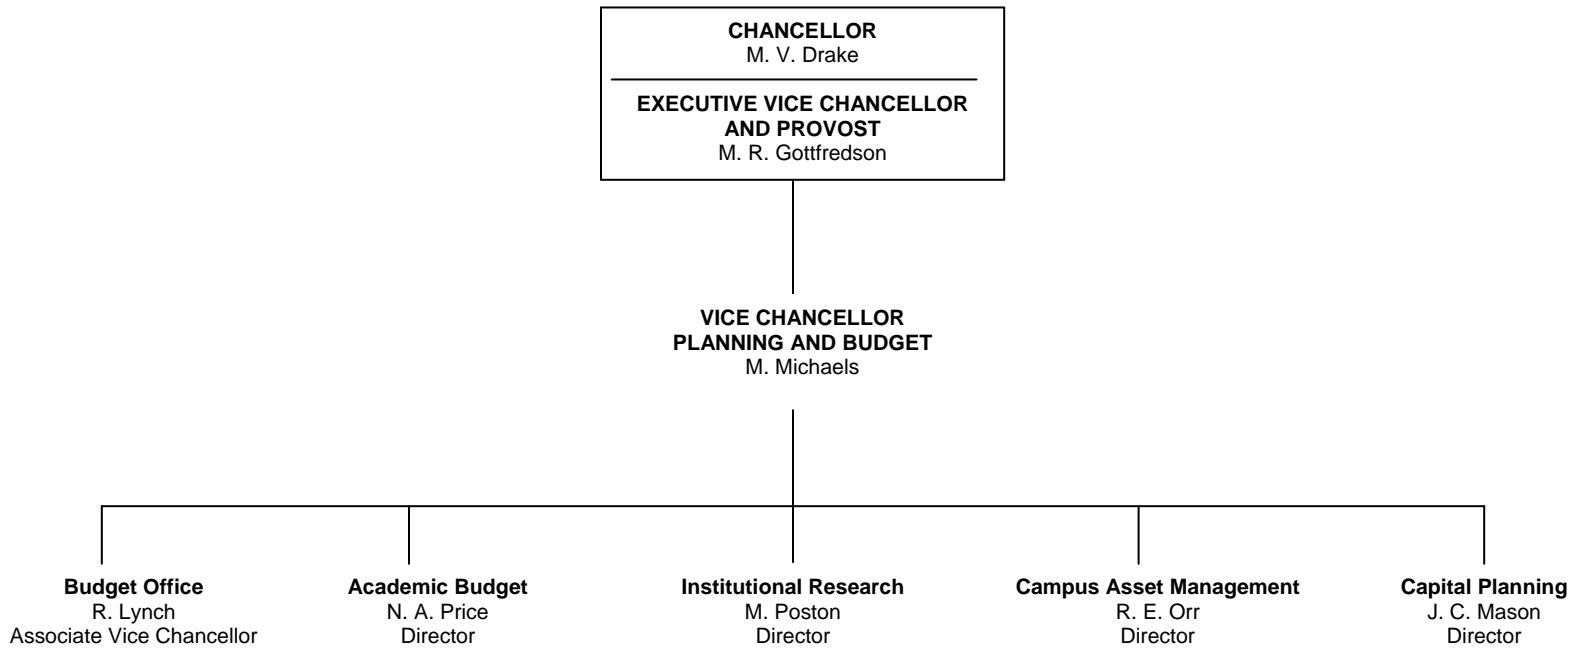 CHANCELLOR
M. V. Drake
EXECUTIVE VICE CHANCELLOR
AND PROVOST
M. R. Gottfredson
VICE CHANCELLOR
PLANNING AND BUDGET
M. Michaels
Budget Office
R. Lynch
Associate Vice Chancellor
Academic Budget
N. A. Price
Director
Institutional Research
M. Poston
Director
Campus Asset Management
R. E. Orr
Director
Capital Planning
J. C. Mason
Director